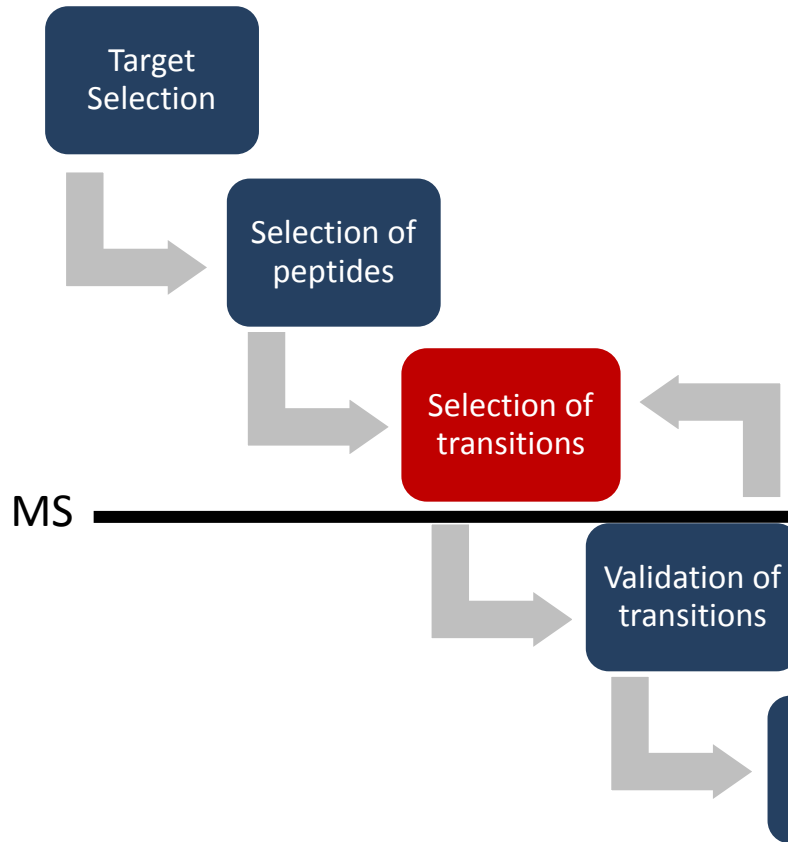 Target
Selection
Selection of
peptides
Selection of
transitions
MS
Validation of
transitions